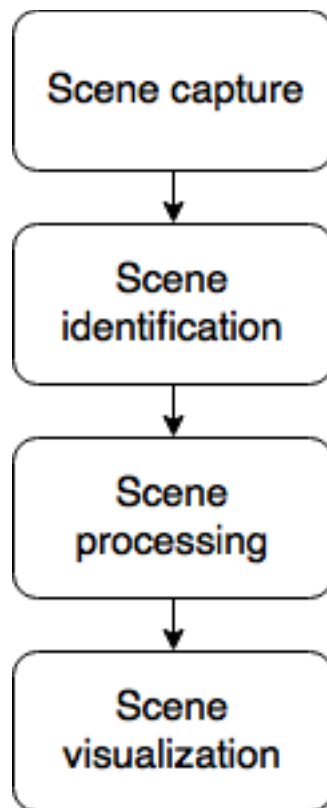 Scene capture
Scene
identification
Scene
processing
Scene
visualization